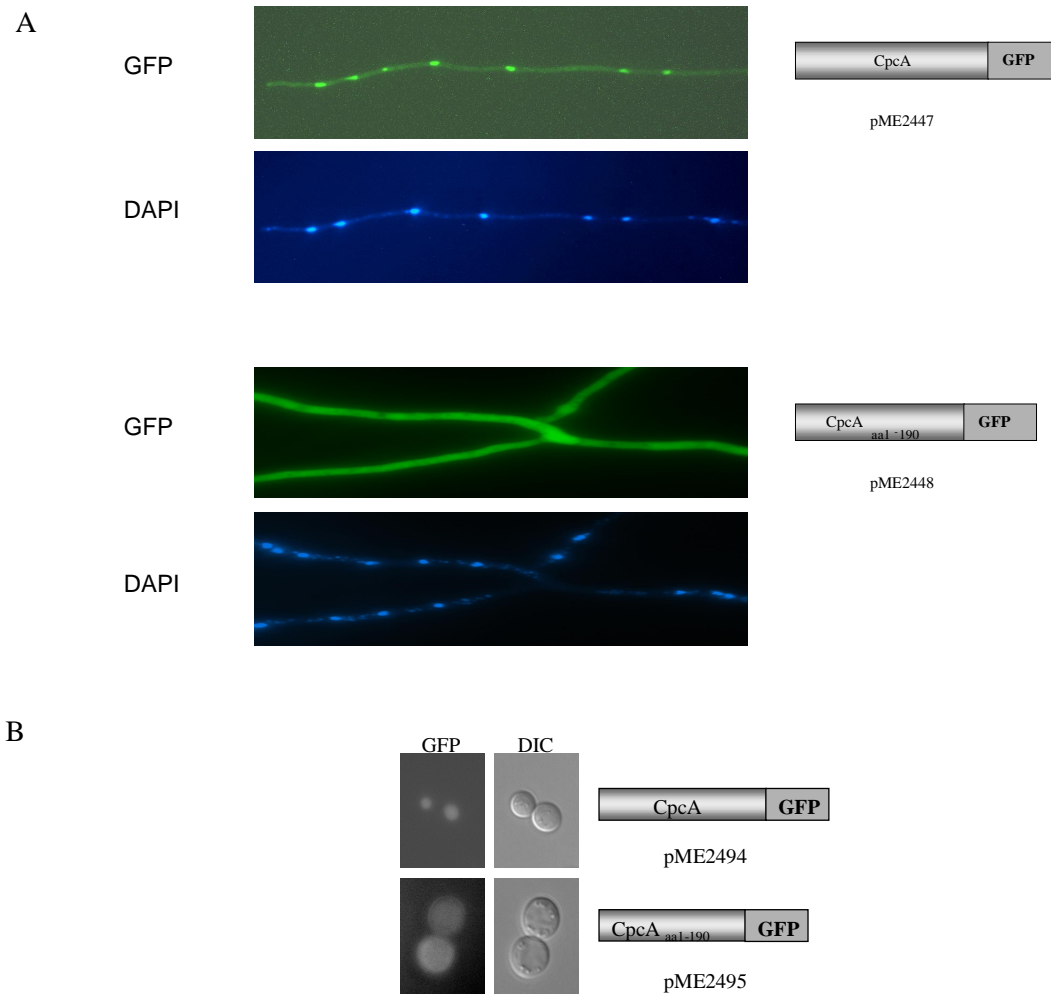 A
GFP
CpcA GFP
pME2447
DAPI
GFP
CpcA aa1-190 GFP
pME2448
DAPI
B
GFP DIC
CpcA GFP
pME2494
CpcA aa1-190 GFP
pME2495